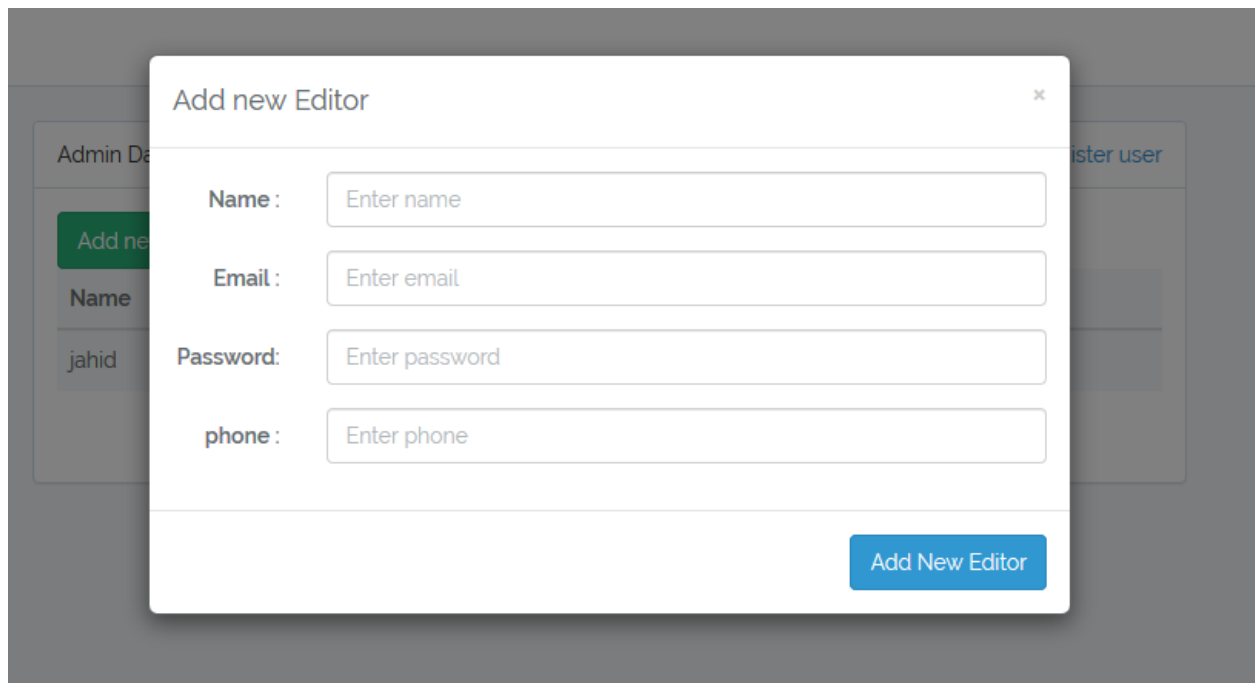 Add new Editor ×
Admin Da
ister user
Name : Enter name
Add ne
Email : Enter email
Name
Password: Enter password
jahid
phone : Enter phone
Add New Editor